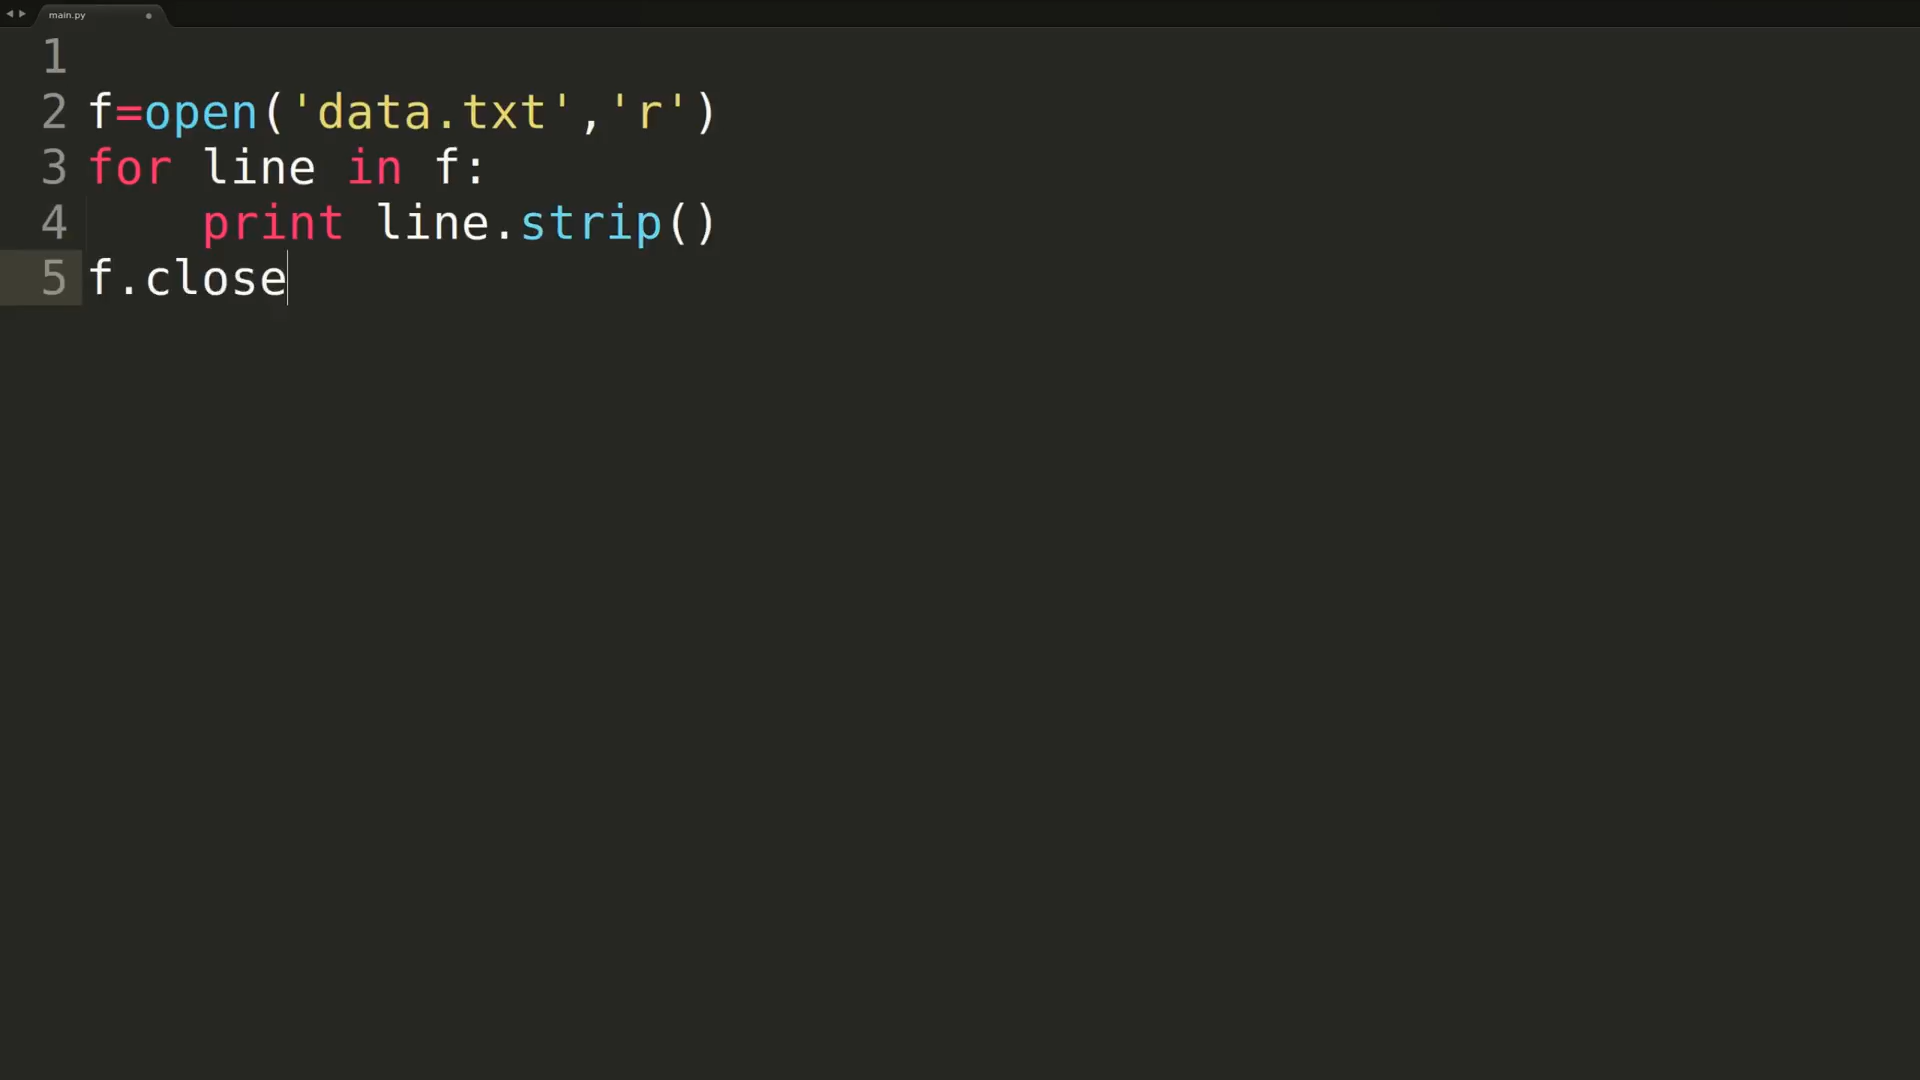 main.py
1
2 f=open('data.txt','r')
3 for line in f:
4     print line.strip()
5 f.close